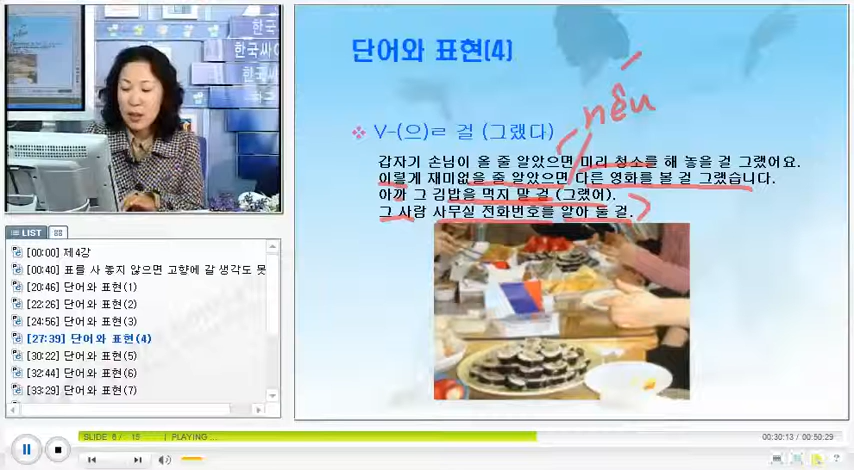 한국
한국싸이
한국싸
단어와 표현(4)
nếu
V-(으)ㄹ 걸 (그랬다)
갑자기 손님이 올 줄 알았으면 미리 청소를 해 놓을 걸 그랬어요.
이렇게 재미없을 줄 알았으면 다른 영화를 볼 걸 그랬습니다.
아까 그 김밥을 먹지 말 걸 (그랬어).
그 사람 사무실 전화번호를 알아 둘 걸.
LIST
[00:00] 제4강
[00:40] 표를 사 놓지 않으면 고향에 갈 생각도 못
[20:46] 단어와 표현(1)
[22:26] 단어와 표현(2)
[24:56] 단어와 표현(3)
[27:39] 단어와 표현(4)
[30:22] 단어와 표현(5)
[32:44] 단어와 표현(6)
[33:29] 단어와 표현(7)
SLIDE 6 / 15 | PLAYING ...
00:30:13 / 00:50:29